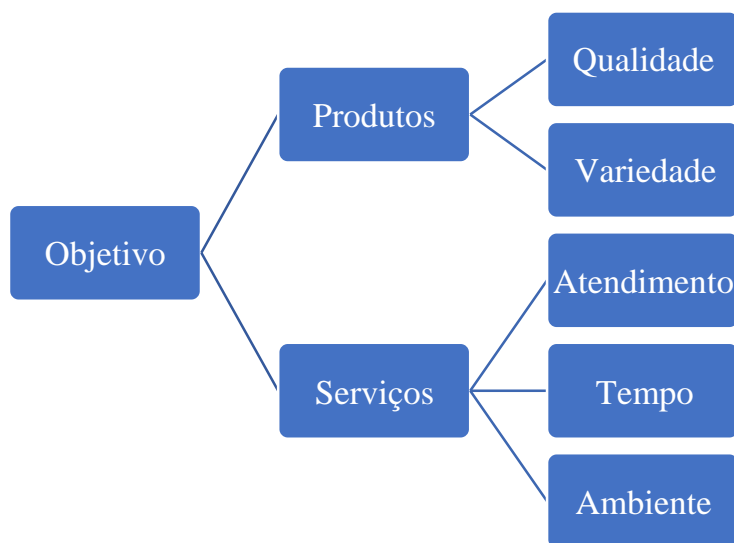 Objetivo
Produtos
Qualidade
Variedade
Serviços
Atendimento
Tempo
Ambiente